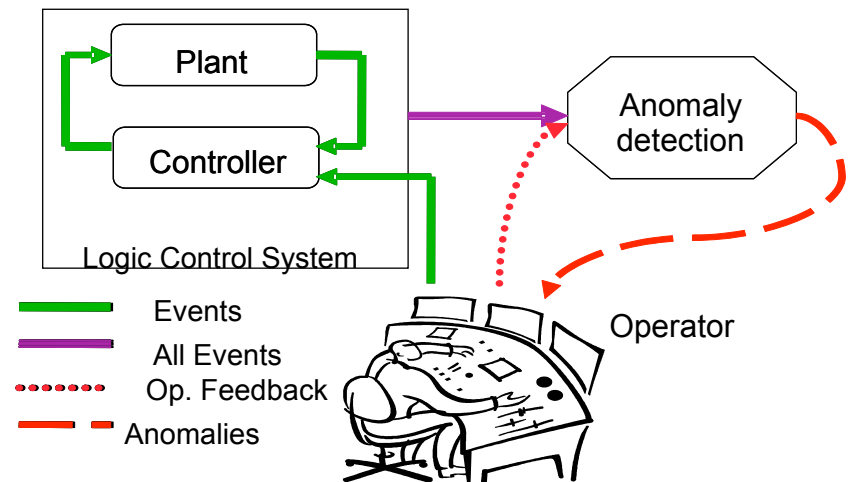 Plant
Controller
Logic Control System
Anomaly
detection
Operator
Events
All Events
Op. Feedback
Anomalies